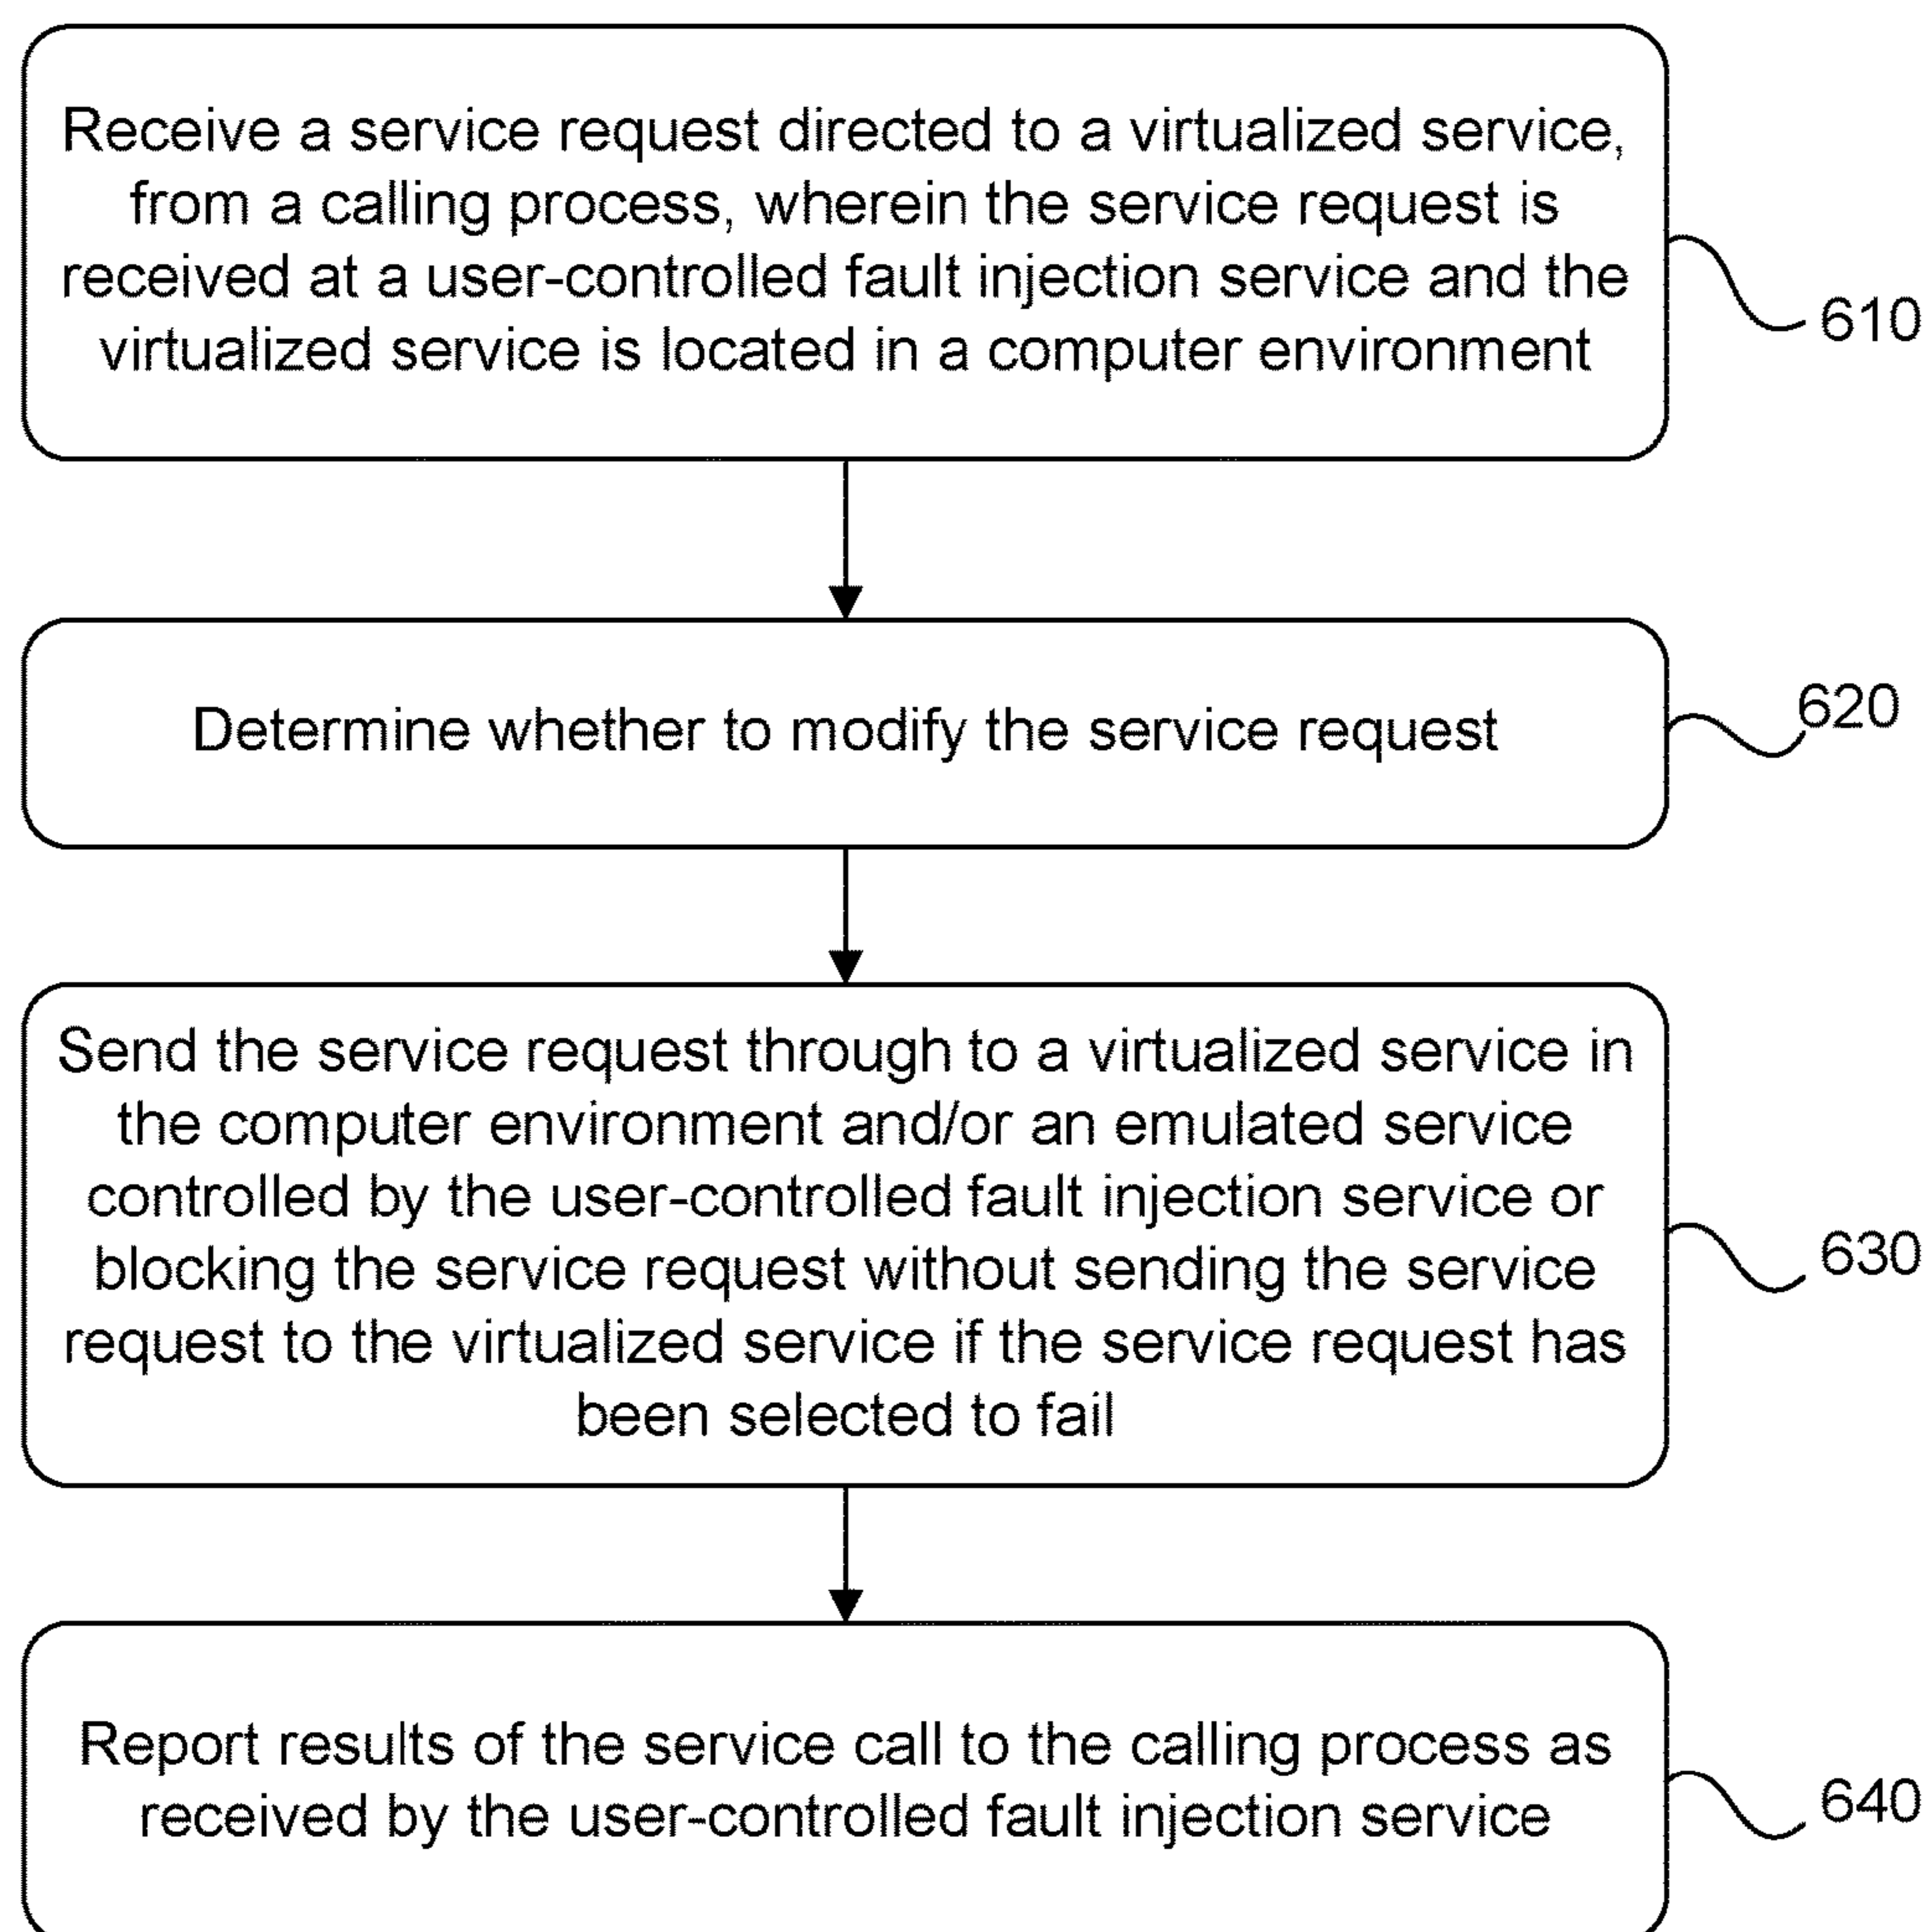 Receive a service request directed to a virtualized service,
from a calling process, wherein the service request is
received at a user-controlled fault injection service and the
virtualized service is located in a computer environment
610
Determine whether to modify the service request
620
Send the service request through to a virtualized service in
the computer environment and/or an emulated service
controlled by the user-controlled fault injection service or
blocking the service request without sending the service
request to the virtualized service if the service request has
been selected to fail
630
Report results of the service call to the calling process as
received by the user-controlled fault injection service
640